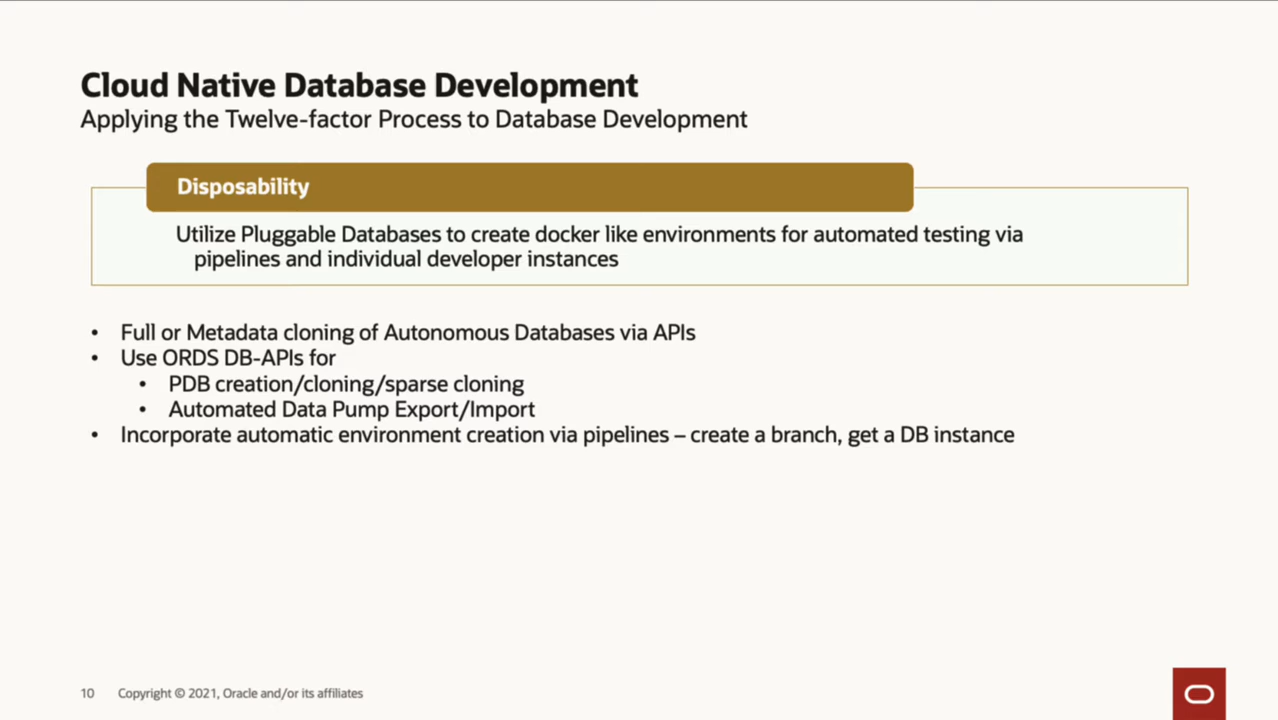 Cloud Native Database Development
Applying the Twelve-factor Process to Database Development
Disposability
Utilize Pluggable Databases to create docker like environments for automated testing via
pipelines and individual developer instances
• Full or Metadata cloning of Autonomous Databases via APIs
• Use ORDS DB-APIs for
• PDB creation/cloning/sparse cloning
• Automated Data Pump Export/Import
• Incorporate automatic environment creation via pipelines – create a branch, get a DB instance
10 Copyright © 2021, Oracle and/or its affiliates